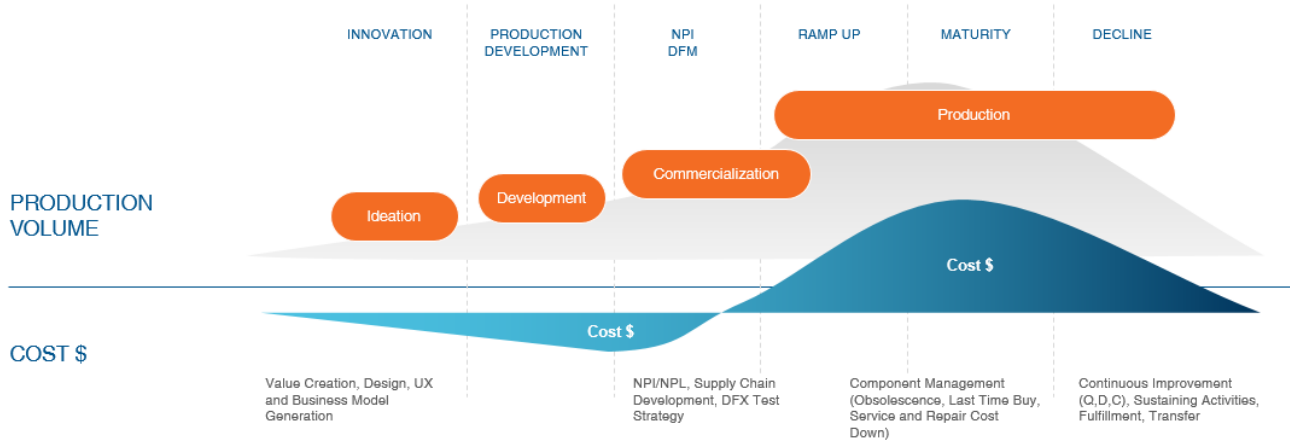 INNOVATION
PRODUCTION
DEVELOPMENT
NPI
DFM
RAMP UP
MATURITY
DECLINE
Production
Commercialization
Development
Ideation
PRODUCTION
VOLUME
Cost $
Cost $
COST $
Value Creation, Design, UX
and Business Model
Generation
NPI/NPL, Supply Chain
Development, DFX Test
Strategy
Component Management
(Obsolescence, Last Time Buy,
Service and Repair Cost
Down)
Continuous Improvement
(Q,D,C), Sustaining Activities,
Fulfillment, Transfer